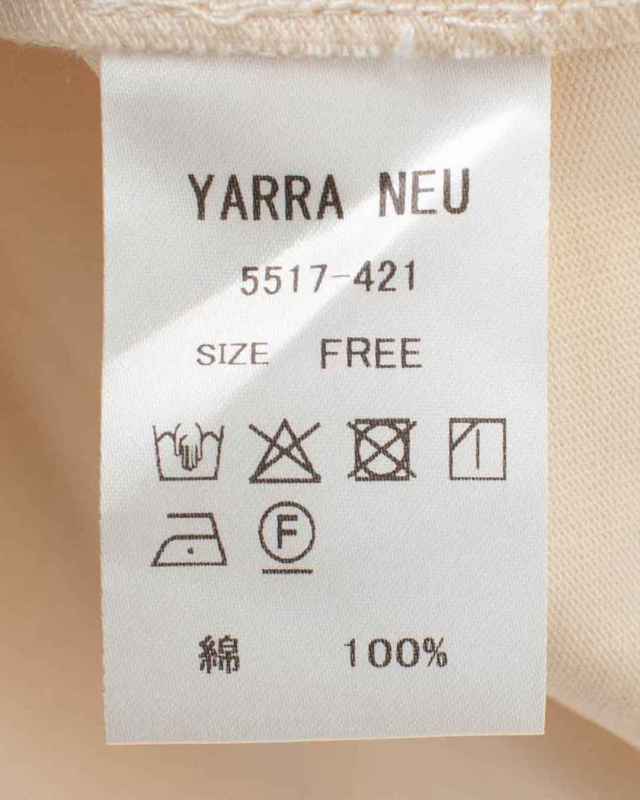 YARRA NEU
5517-421
SIZE FREE
F
綿 100%